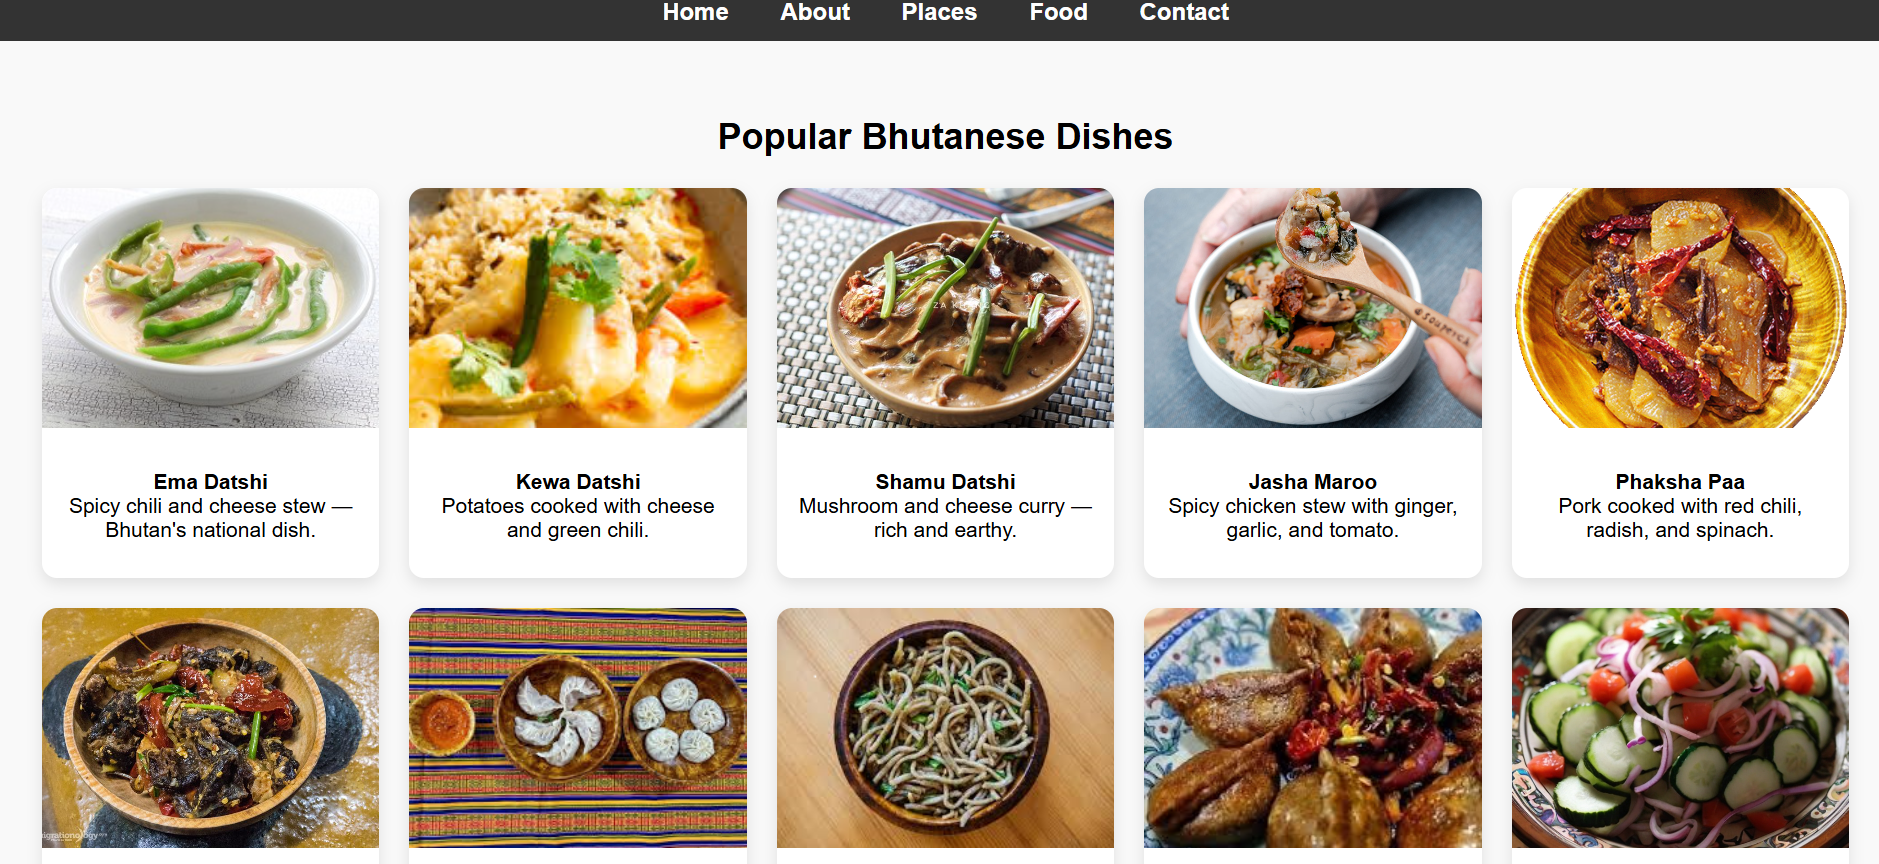 Home About Places Food Contact
Popular Bhutanese Dishes
Ema Datshi
Spicy chili and cheese stew —
Bhutan's national dish.
Kewa Datshi
Potatoes cooked with cheese
and green chili.
Shamu Datshi
Mushroom and cheese curry —
rich and earthy.
Jasha Maroo
Spicy chicken stew with ginger,
garlic, and tomato.
Phaksha Paa
Pork cooked with red chili,
radish, and spinach.